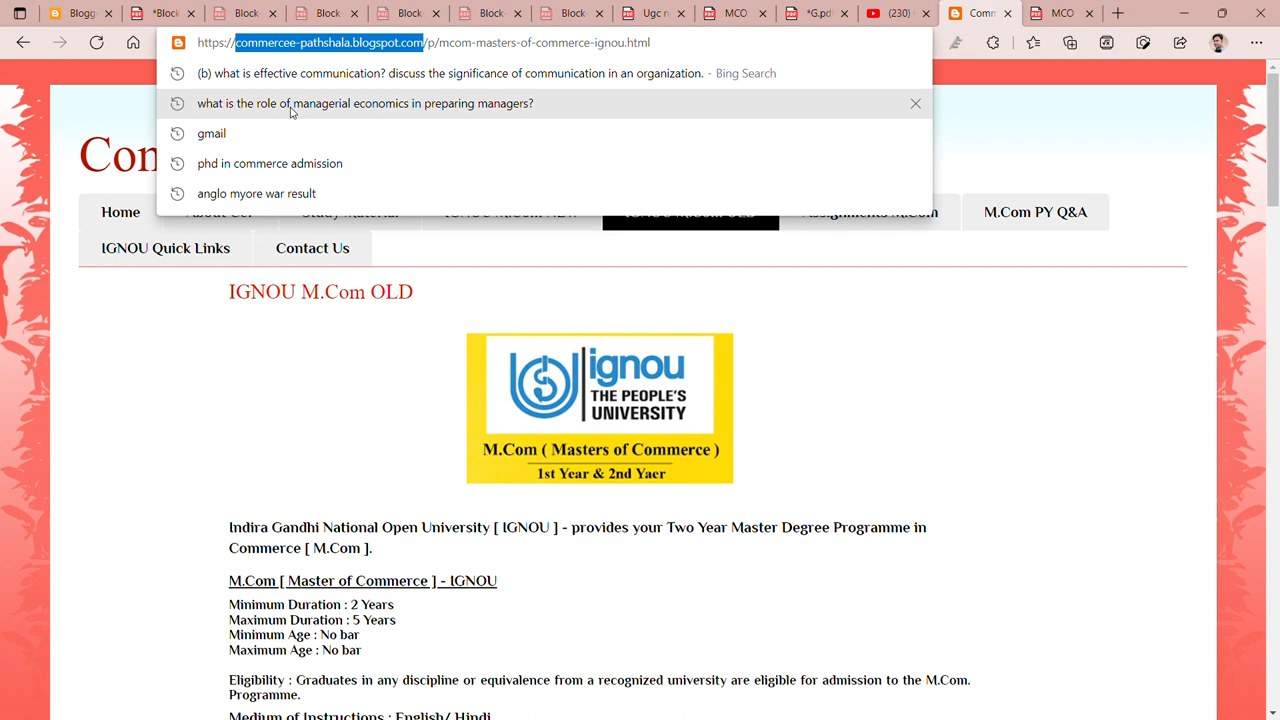 Blogg
*Block
Block-
Block-
Block-
Block-
Block-
Ugc n
MCO
*G.po
(230)
Comm
MCO
https://commercee-pathshala.blogspot.com/p/mcom-masters-of-commerce-ignou.html
(b) what is effective communication? discuss the significance of communication in an organization. - Bing Search
what is the role of managerial economics in preparing managers?
gmail
phd in commerce admission
anglo myore war result
Com
Home
M.Com PY Q&A
IGNOU Quick Links
Contact Us
IGNOU M.Com OLD
ignou
THE PEOPLE'S
UNIVERSITY
M.Com ( Masters of Commerce )
1st Year & 2nd Yaer
Indira Gandhi National Open University [ IGNOU ] - provides your Two Year Master Degree Programme in
Commerce [ M.Com ].
M.Com [ Master of Commerce ] - IGNOU
Minimum Duration : 2 Years
Maximum Duration : 5 Years
Minimum Age : No bar
Maximum Age : No bar
Eligibility : Graduates in any discipline or equivalence from a recognized university are eligible for admission to the M.Com.
Programme.
Medium of Instructions : English/ Hindi